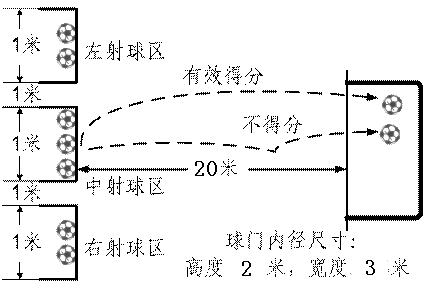 1米
左射球区
有效得分
1米
1米
不得分
20米
中射球区
1米
1米
右射球区
球门内径尺寸:
高度 2 米; 宽度 3 米